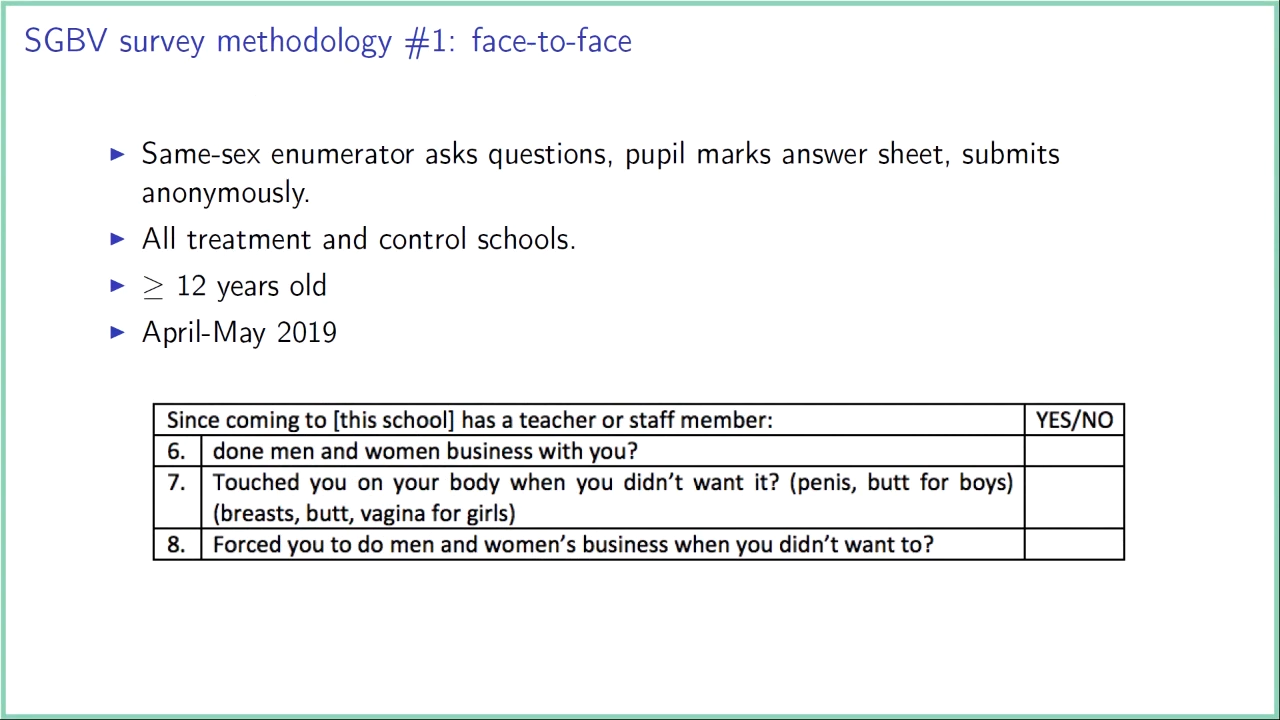 SGBV survey methodology #1: face-to-face
▶ Same-sex enumerator asks questions, pupil marks answer sheet, submits
anonymously.
▶ All treatment and control schools.
▶ ≥ 12 years old
▶ April-May 2019
Since coming to [this school] has a teacher or staff member: YES/NO
6. done men and women business with you?
7. Touched you on your body when you didn't want it? (penis, butt for boys)
(breasts, butt, vagina for girls)
8. Forced you to do men and women's business when you didn't want to?